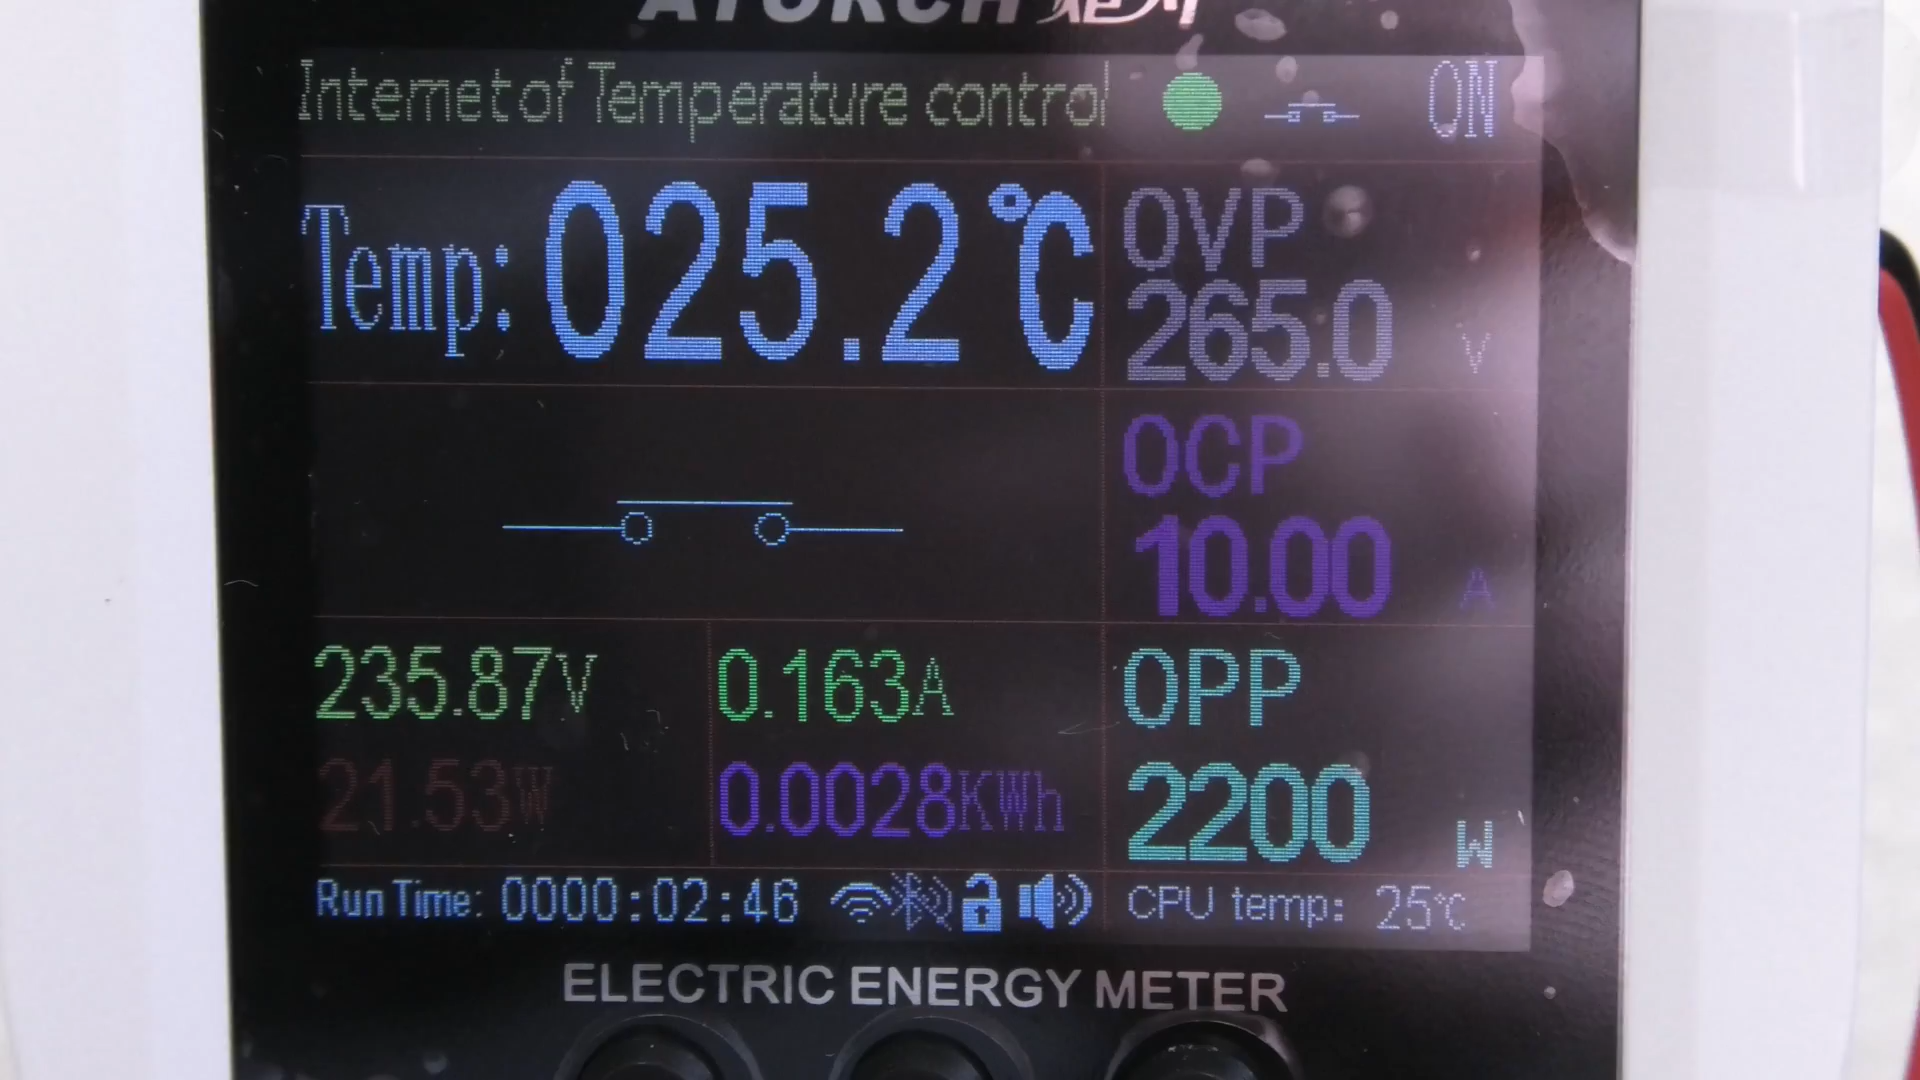 ATORCH
Internet of Temperature control ON
Temp: 025.2℃
OVP
265.0 V
OCP
10.00 A
235.87V 0.163A
OPP
21.53W 0.0028KWh
2200 W
Run Time: 0000:02:46
CPU temp: 25℃
ELECTRIC ENERGY METER